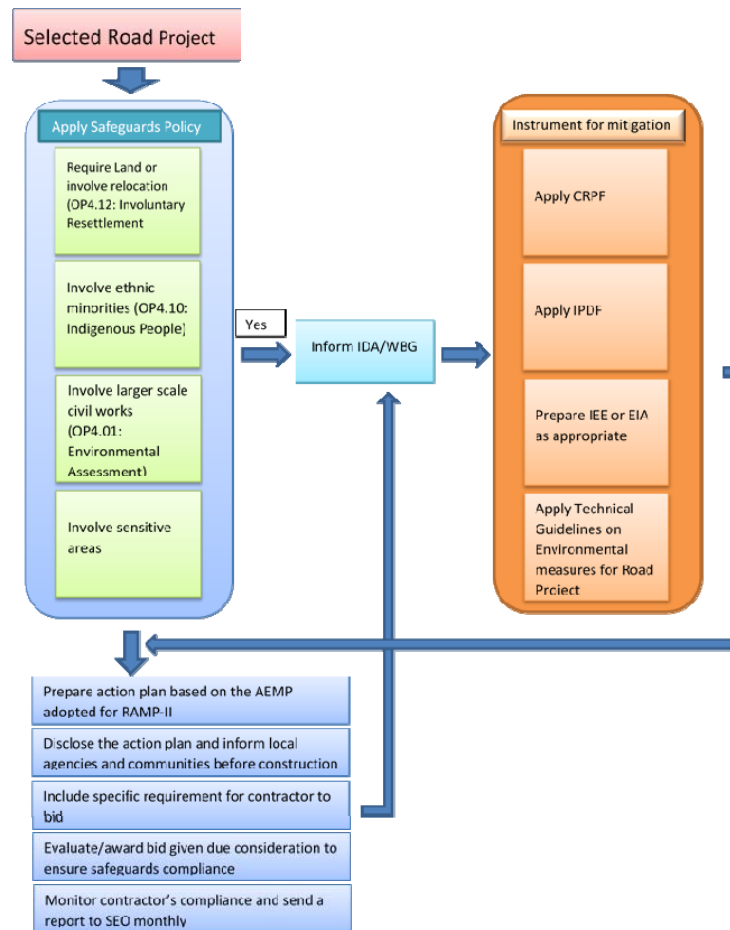 Selected Road Project
Apply Safeguards Policy
Require Land or
involve relocation
(OP4.12: Involuntary
Resettlement
Involve ethnic
minorities (OP4.10:
Indigenous People)
Involve larger scale
civil works
(OP4.01:
Environmental
Assessment)
Involve sensitive
areas
Yes
Inform IDA/WBG
Instrument for mitigation
Apply CRPF
Apply IPDF
Prepare IEE or EIA
as appropriate
Apply Technical
Guidelines on
Environmental
measures for Road
Project
Prepare action plan based on the AEMP
adopted for RAMP-II
Disclose the action plan and inform local
agencies and communities before construction
Include specific requirement for contractor to
bid
Evaluate/award bid given due consideration to
ensure safeguards compliance
Monitor contractor's compliance and send a
report to SEO monthly